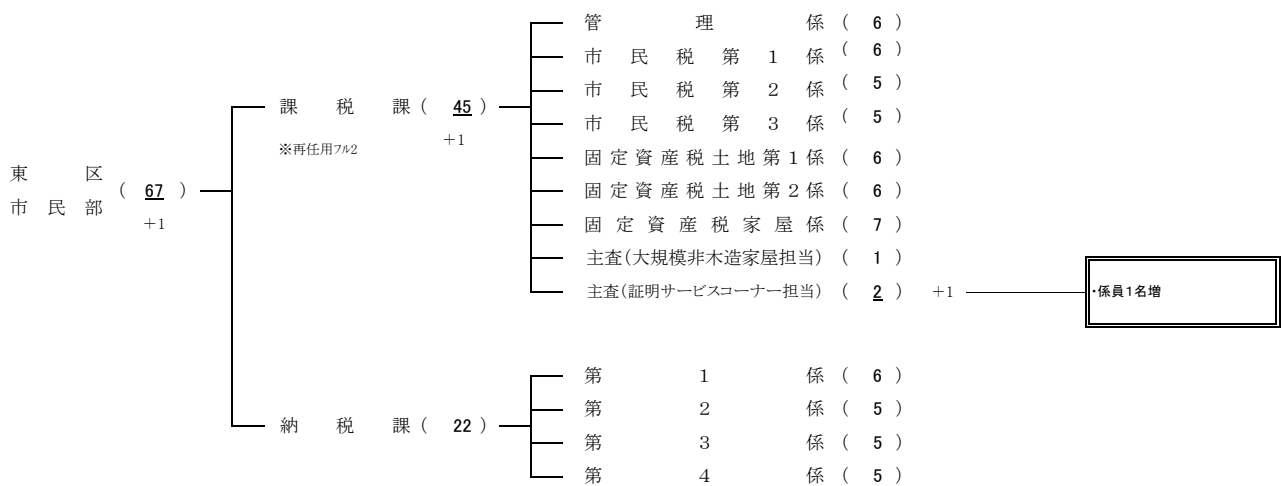 管理係( 6 )
市民税第1係( 6 )
市民税第2係( 5 )
課税課( 45 )
市民税第3係( 5 )
※再任用フル2
+1
固定資産税土地第1係( 6 )
東区
市民部
( 67 )
+1
固定資産税土地第2係( 6 )
固定資産税家屋係( 7 )
主査(大規模非木造家屋担当)( 1 )
主査(証明サービスコーナー担当)( 2 ) +1
・係員1名増
第1係( 6 )
第2係( 5 )
納税課( 22 )
第3係( 5 )
第4係( 5 )